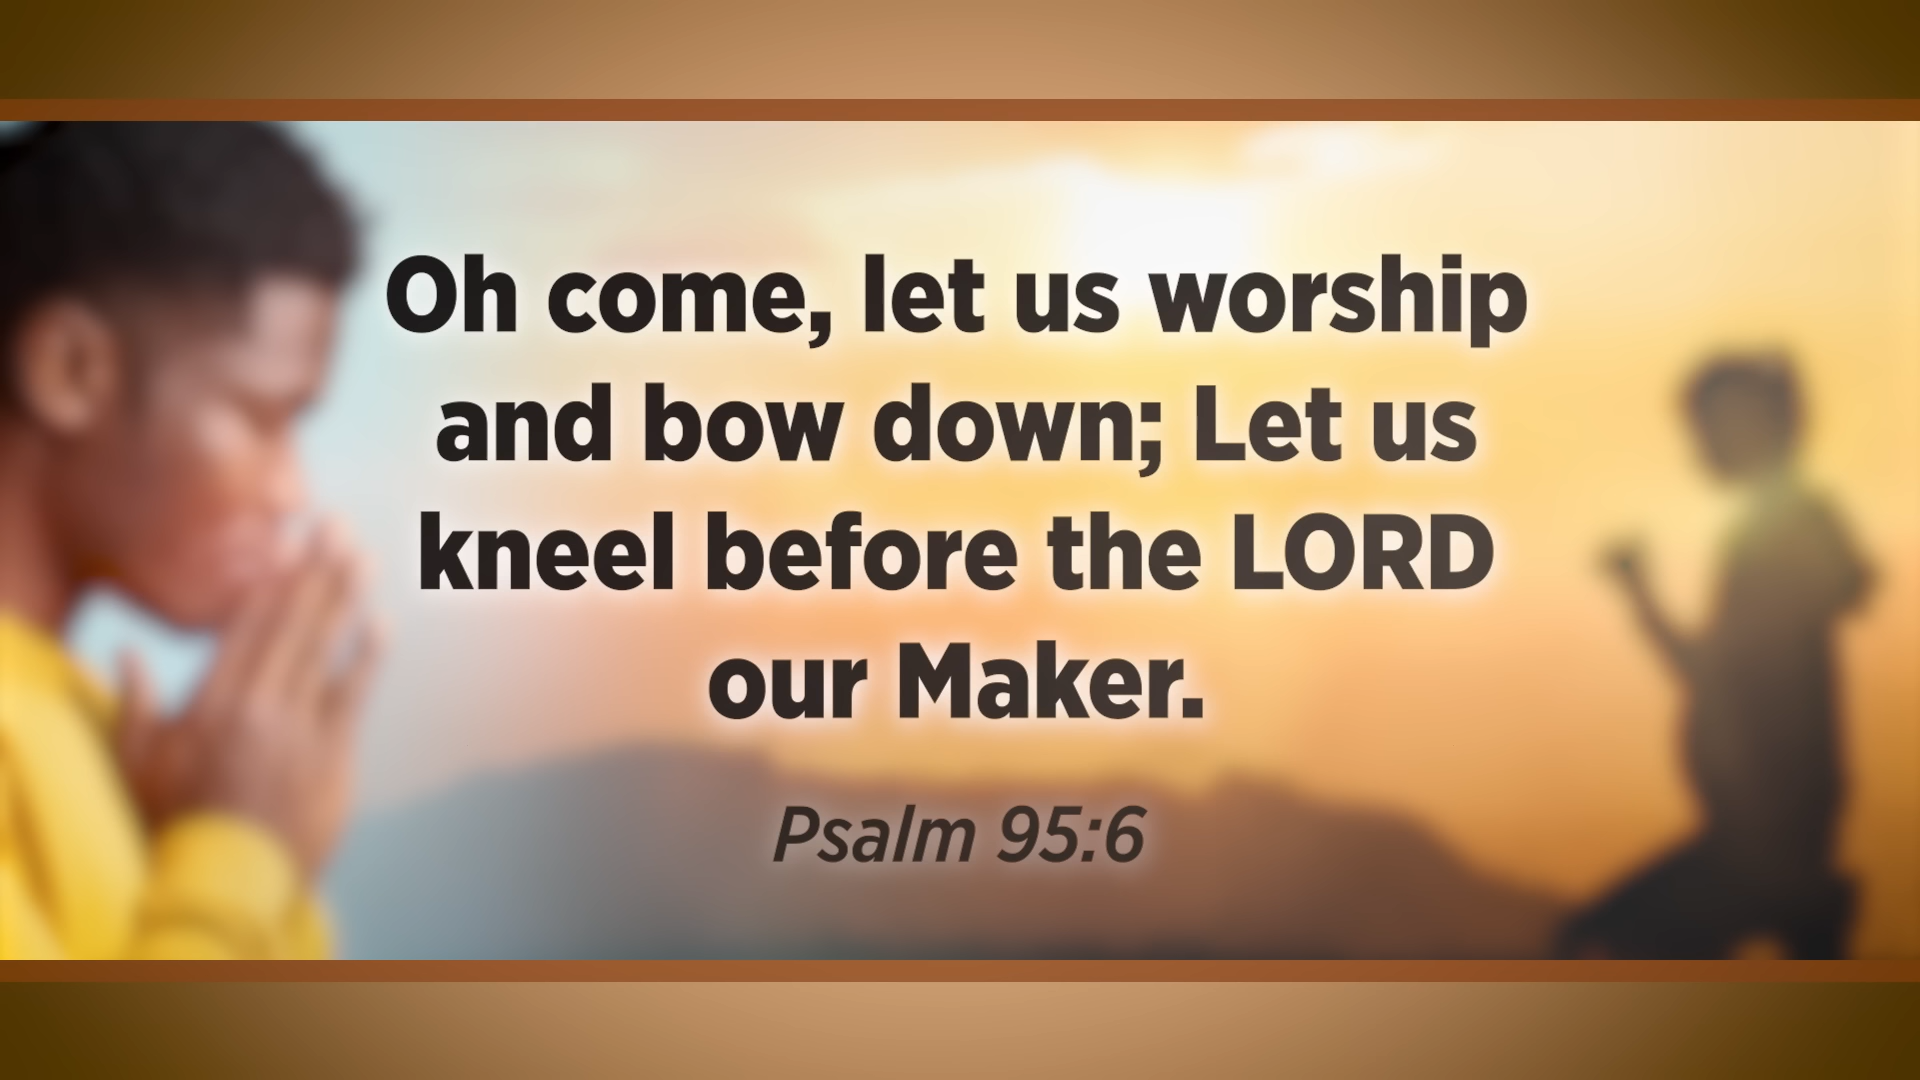 Oh come, let us worship
and bow down; Let us
kneel before the LORD
our Maker.
Psalm 95:6